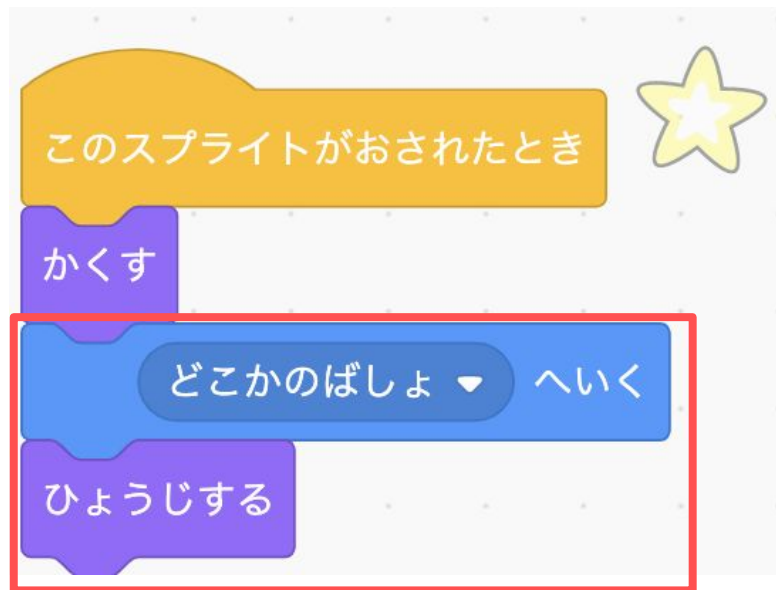 このスプライトがおされたとき
かくす
どこかのばしょ へいく
ひょうじする